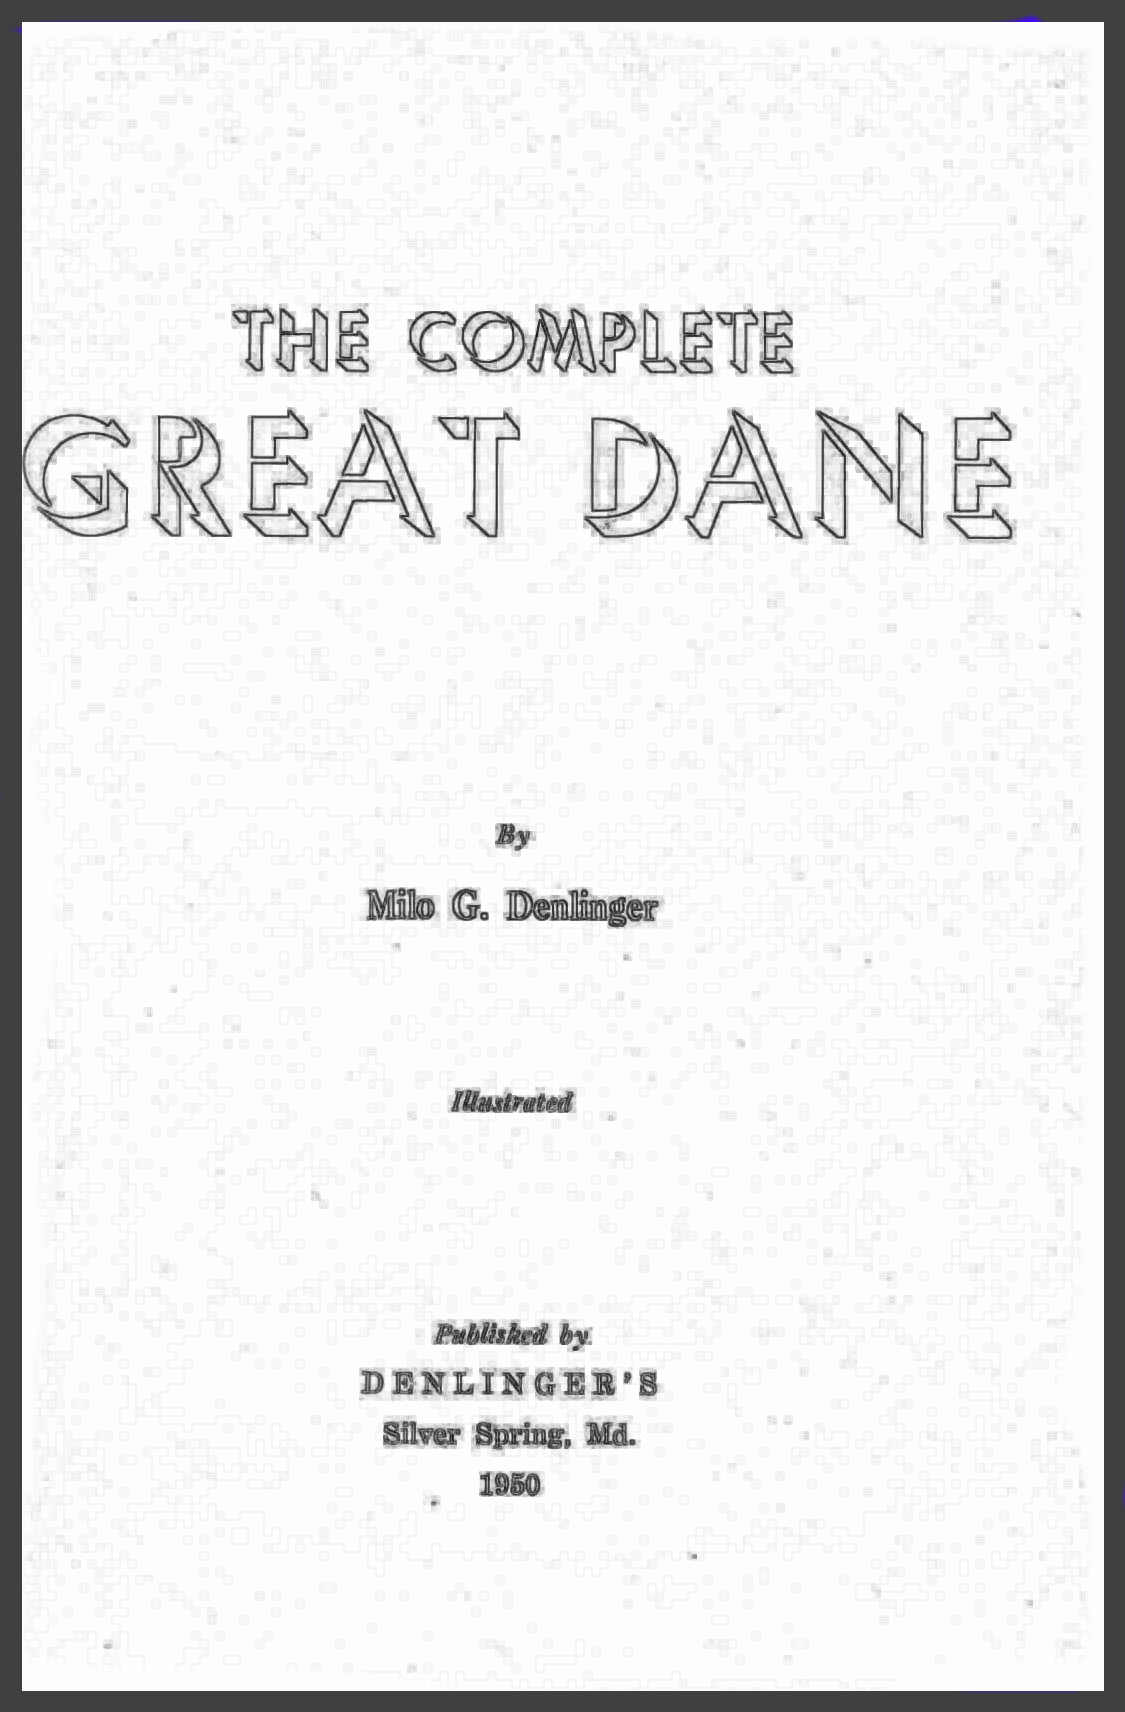 THE COMPLETE
GREAT DANE
By
Milo G. Denlinger
Illustrated
Published by
DENLINGER'S
Silver Spring, Md.
1950